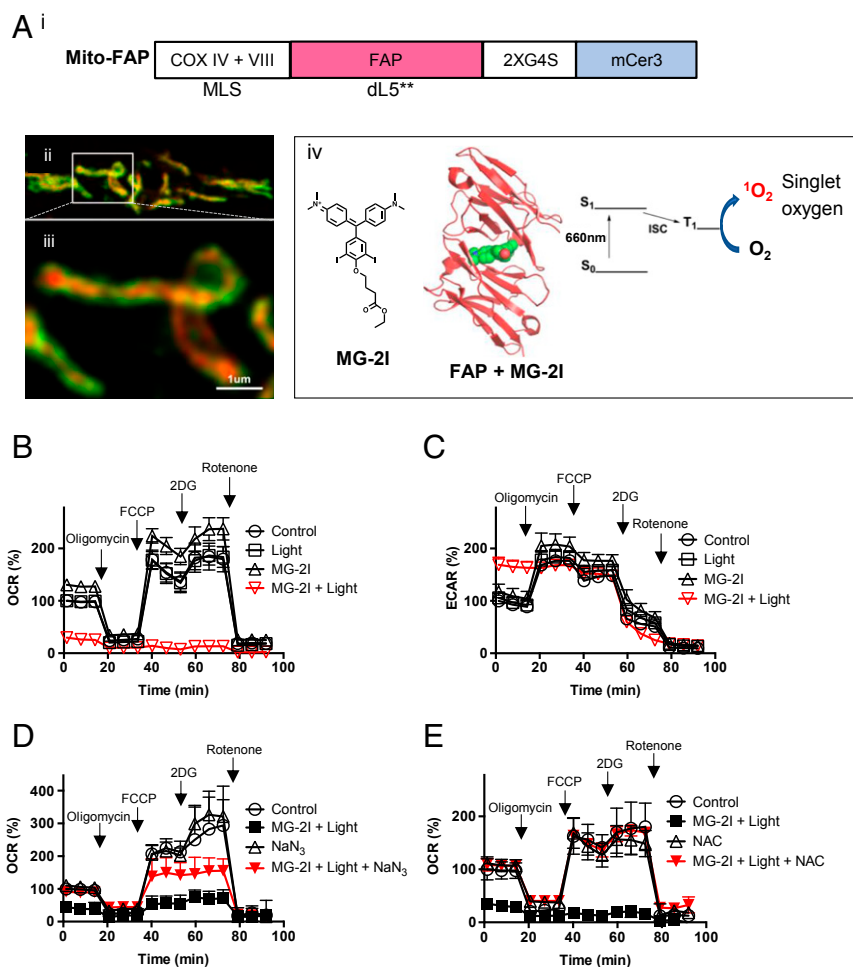 A i
Mito-FAP COX IV + VIII FAP 2XG4S mCer3
MLS dL5**
ii
iii
1um
iv
N+
N
I I
O
O
O
MG-2I
FAP + MG-2I
S1
660nm
S0
ISC
T1
1O2
O2
Singlet
oxygen
B
Oligomycin
FCCP
2DG
Rotenone
Control
Light
MG-2I
MG-2I + Light
OCR (%)
200
100
0
0 20 40 60 80 100
Time (min)
C
Oligomycin
FCCP
2DG
Rotenone
Control
Light
MG-2I
MG-2I + Light
ECAR (%)
200
100
0
0 20 40 60 80 100
Time (min)
D
Oligomycin
FCCP
2DG
Rotenone
Control
MG-2I + Light
NaN3
MG-2I + Light + NaN3
OCR (%)
400
300
200
100
0
0 20 40 60 80 100
Time (min)
E
Oligomycin
FCCP
2DG
Rotenone
Control
MG-2I + Light
NAC
MG-2I + Light + NAC
OCR (%)
200
100
0
0 20 40 60 80 100
Time (min)